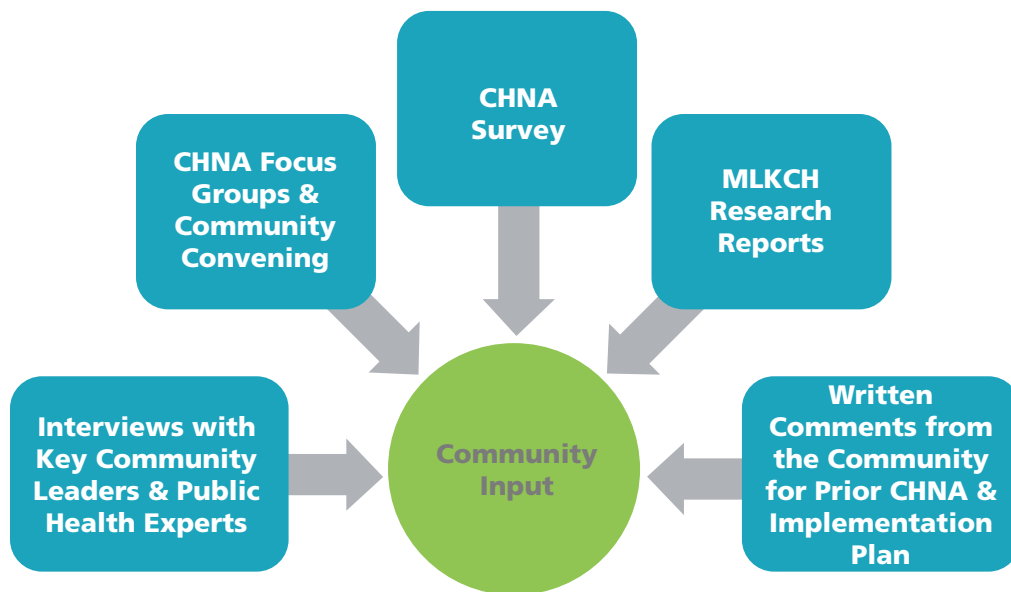 CHNA
Survey
CHNA Focus
Groups &
Community
Convening
MLKCH
Research
Reports
Interviews with
Key Community
Leaders & Public
Health Experts
Community
Input
Written
Comments from
the Community
for Prior CHNA &
Implementation
Plan